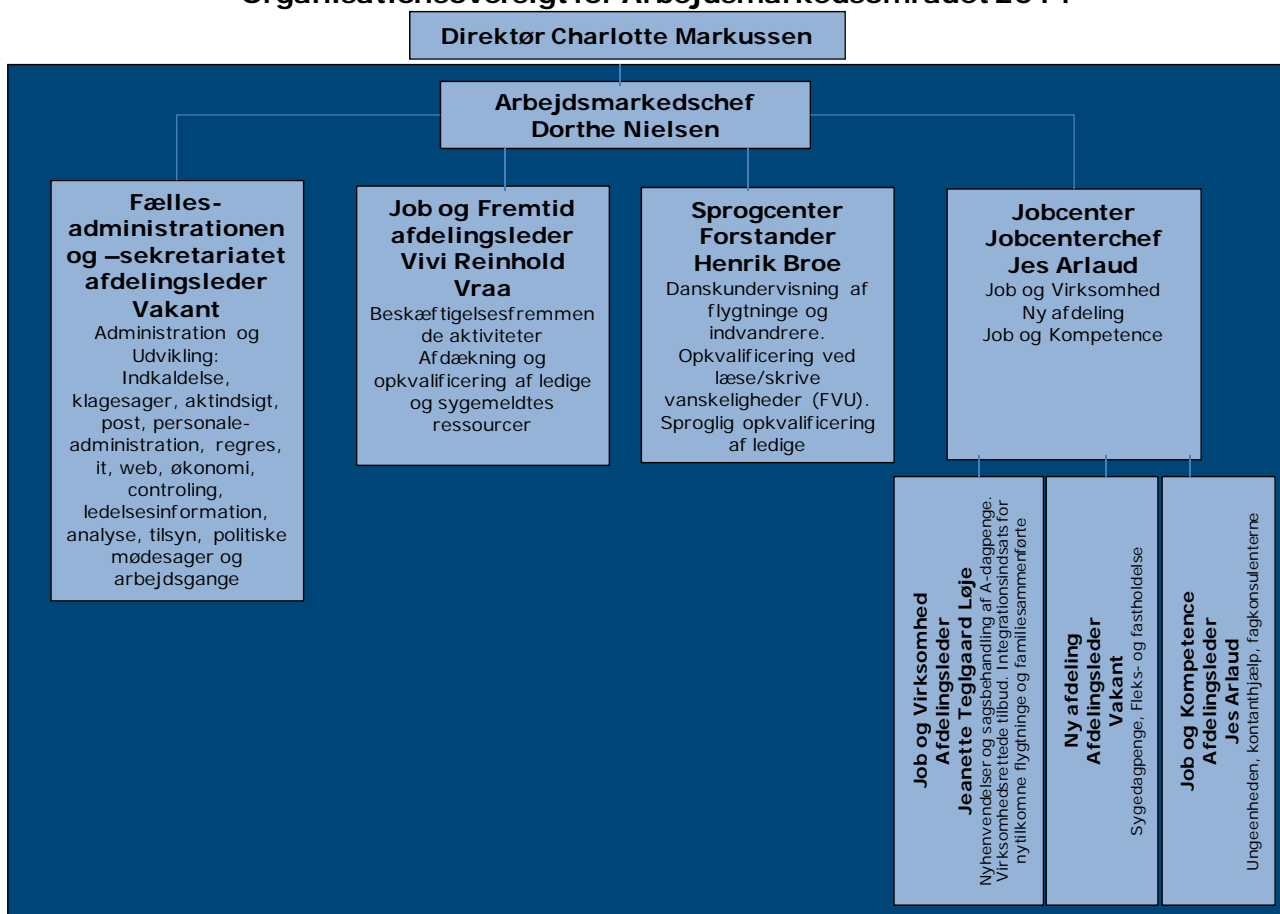 Organisationsoversigt for Arbejdsmarkedsområdet
Direktør Charlotte Markussen
Arbejdsmarkedschef
Dorthe Nielsen
Fælles-
administrationen
og –sekretariatet
afdelingsleder
Vakant
Administration og
Udvikling:
Indkaldelse,
klagesager, aktindsigt,
post, personale-
administration, regres,
it, web, økonomi,
controling,
ledelsesinformation,
analyse, tilsyn, politiske
mødesager og
arbejdsgange
Job og Fremtid
afdelingsleder
Vivi Reinhold
Vraa
Beskæftigelsesfremmen
de aktiviteter
Afdækning og
opkvalificering af ledige
og sygemeldtes
ressourcer
Sprogcenter
Forstander
Henrik Broe
Danskundervisning af
flygtninge og
indvandrere.
Opkvalificering ved
læse/skrive
vanskeligheder (FVU).
Sproglig opkvalificering
af ledige
Jobcenter
Jobcenterchef
Jes Arlaud
Job og Virksomhed
Ny afdeling
Job og Kompetence
Job og Virksomhed
Afdelingsleder
Jeanette Teglgaard Løje
Nyhenvendelser og sagsbehandling af A-dagpenge.
Virksomhedsrettede tilbud. Integrationsindsats for
nytilkomne flygtninge og familiesammenførte
Ny afdeling
Afdelingsleder
Vakant
Sygedagpenge, Fleks- og fastholdelse
Job og Kompetence
Afdelingsleder
Jes Arlaud
Ungeenheden, kontanthjælp, fagkonsulenterne